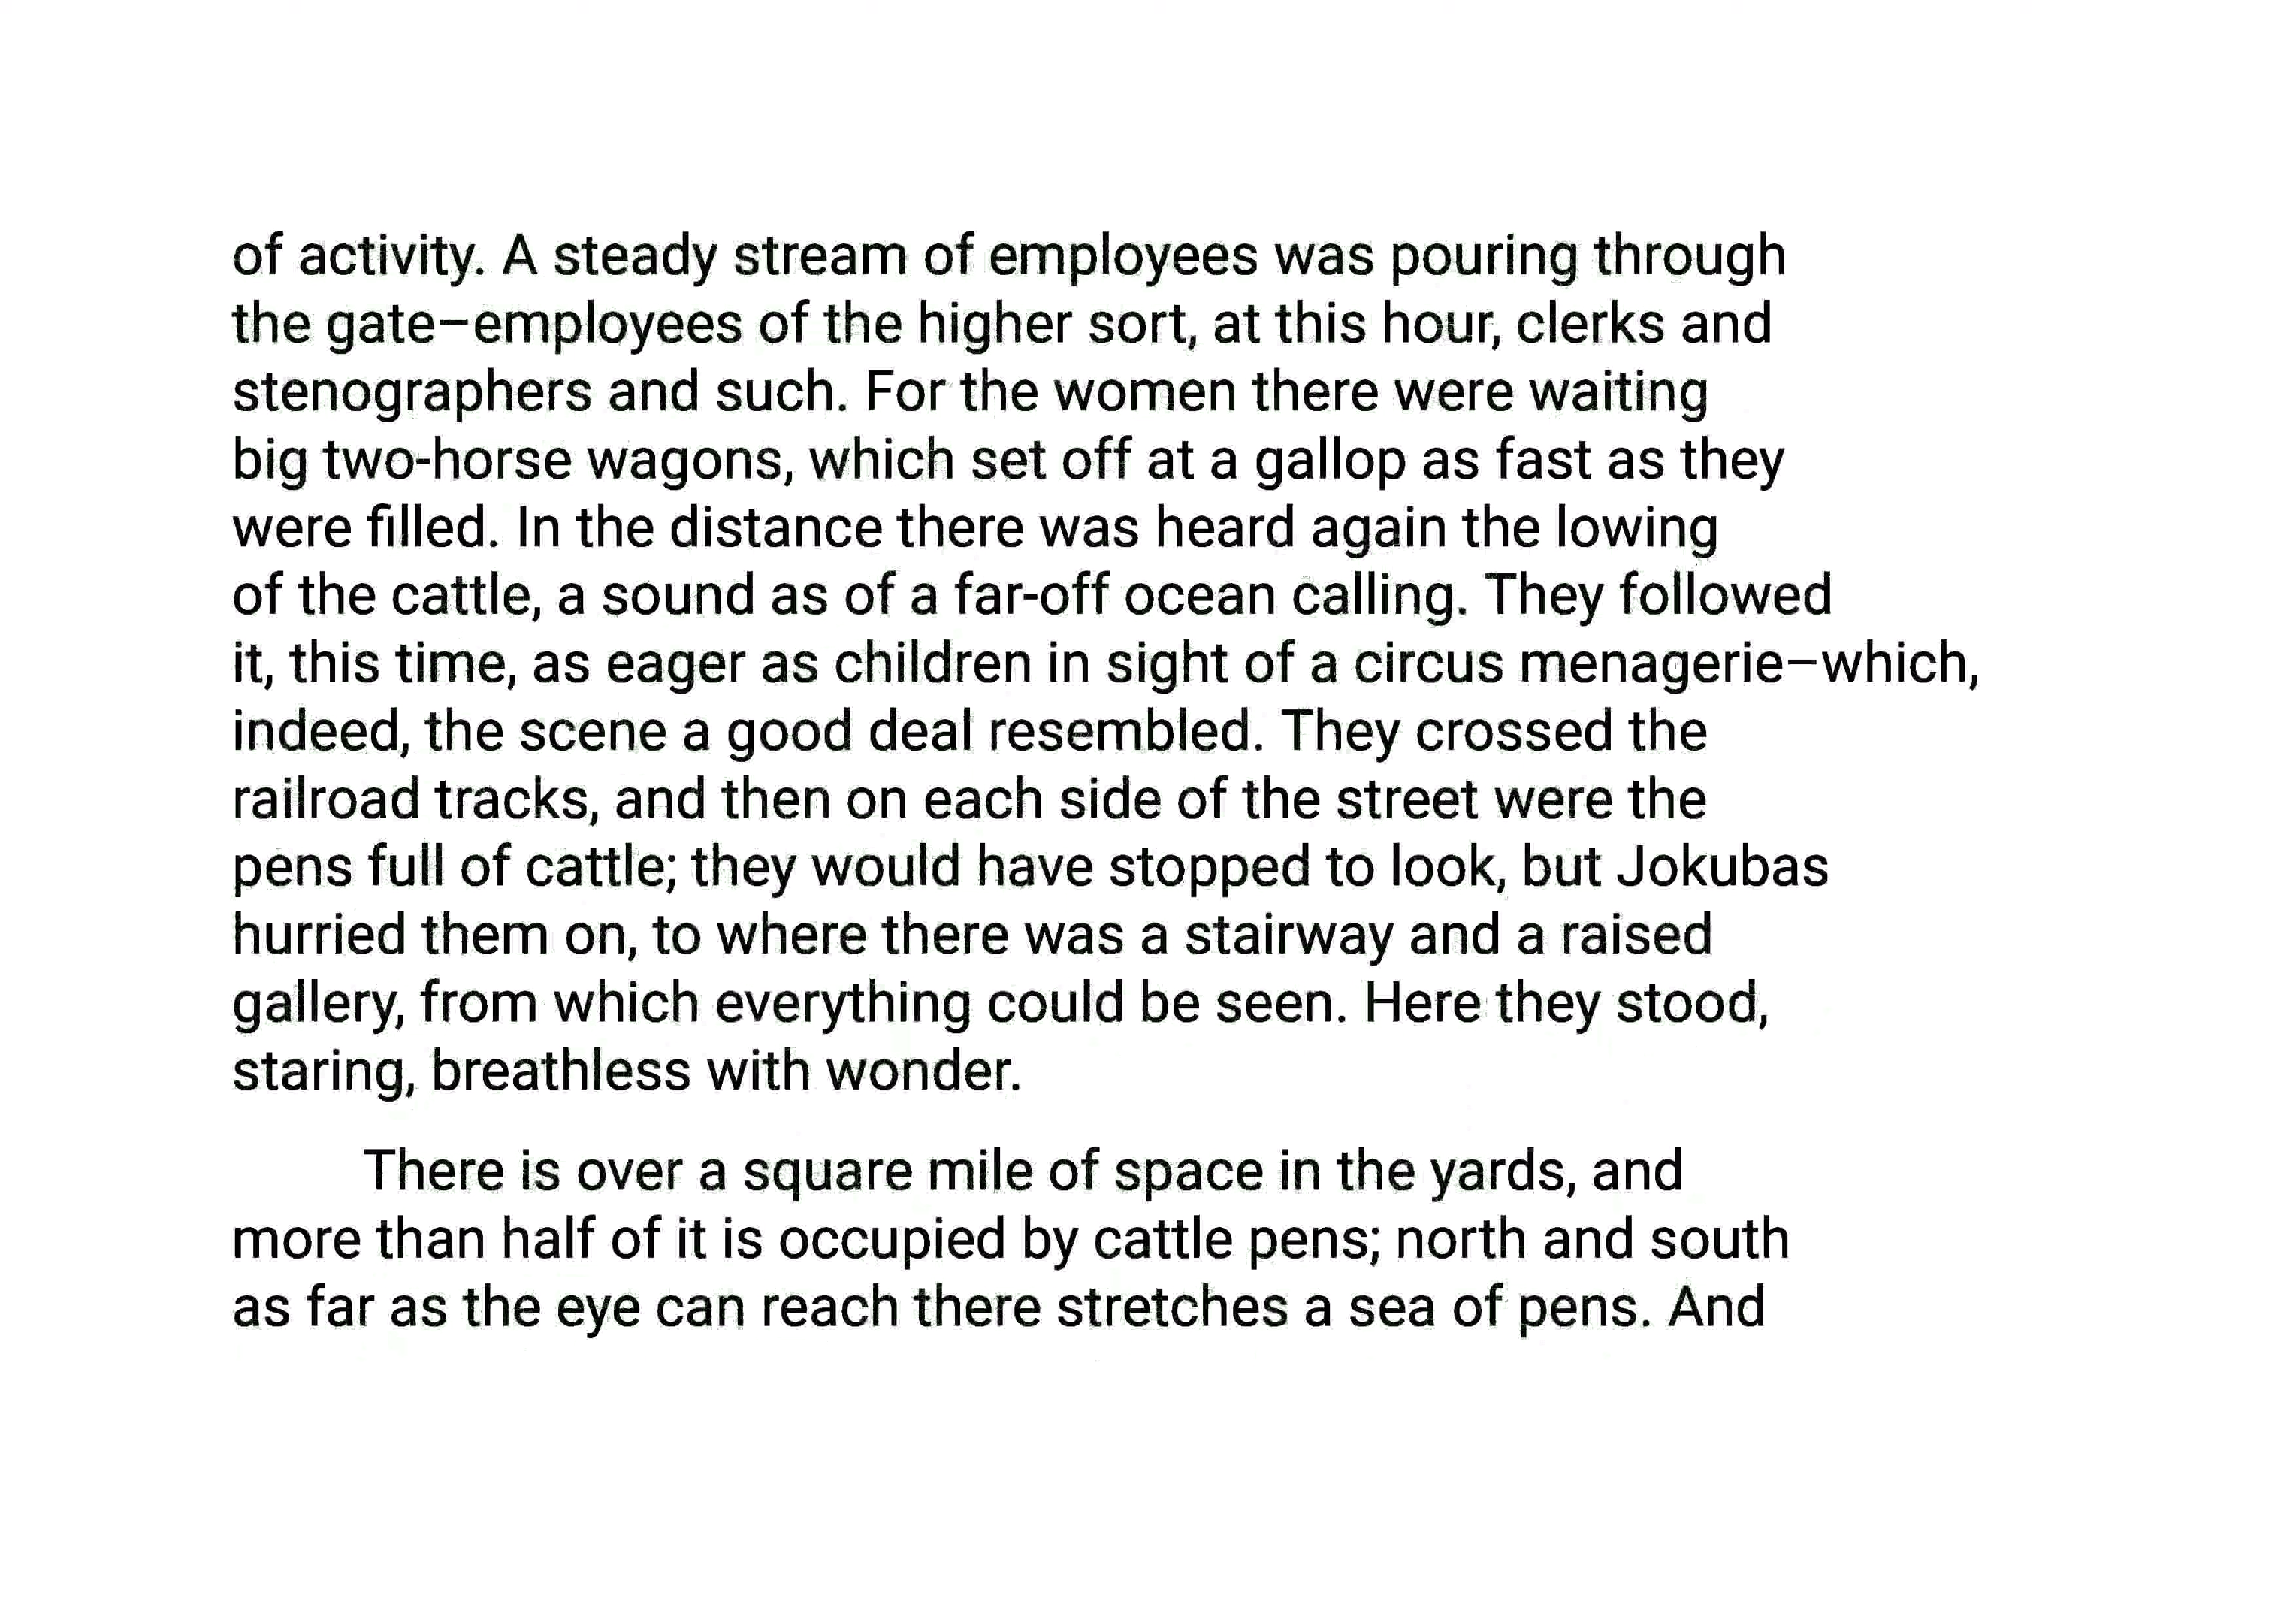 of activity. A steady stream of employees was pouring through
the gate–employees of the higher sort, at this hour, clerks and
stenographers and such. For the women there were waiting
big two-horse wagons, which set off at a gallop as fast as they
were filled. In the distance there was heard again the lowing
of the cattle, a sound as of a far-off ocean calling. They followed
it, this time, as eager as children in sight of a circus menagerie–which,
indeed, the scene a good deal resembled. They crossed the
railroad tracks, and then on each side of the street were the
pens full of cattle; they would have stopped to look, but Jokubas
hurried them on, to where there was a stairway and a raised
gallery, from which everything could be seen. Here they stood,
staring, breathless with wonder.
There is over a square mile of space in the yards, and
more than half of it is occupied by cattle pens; north and south
as far as the eye can reach there stretches a sea of pens. And